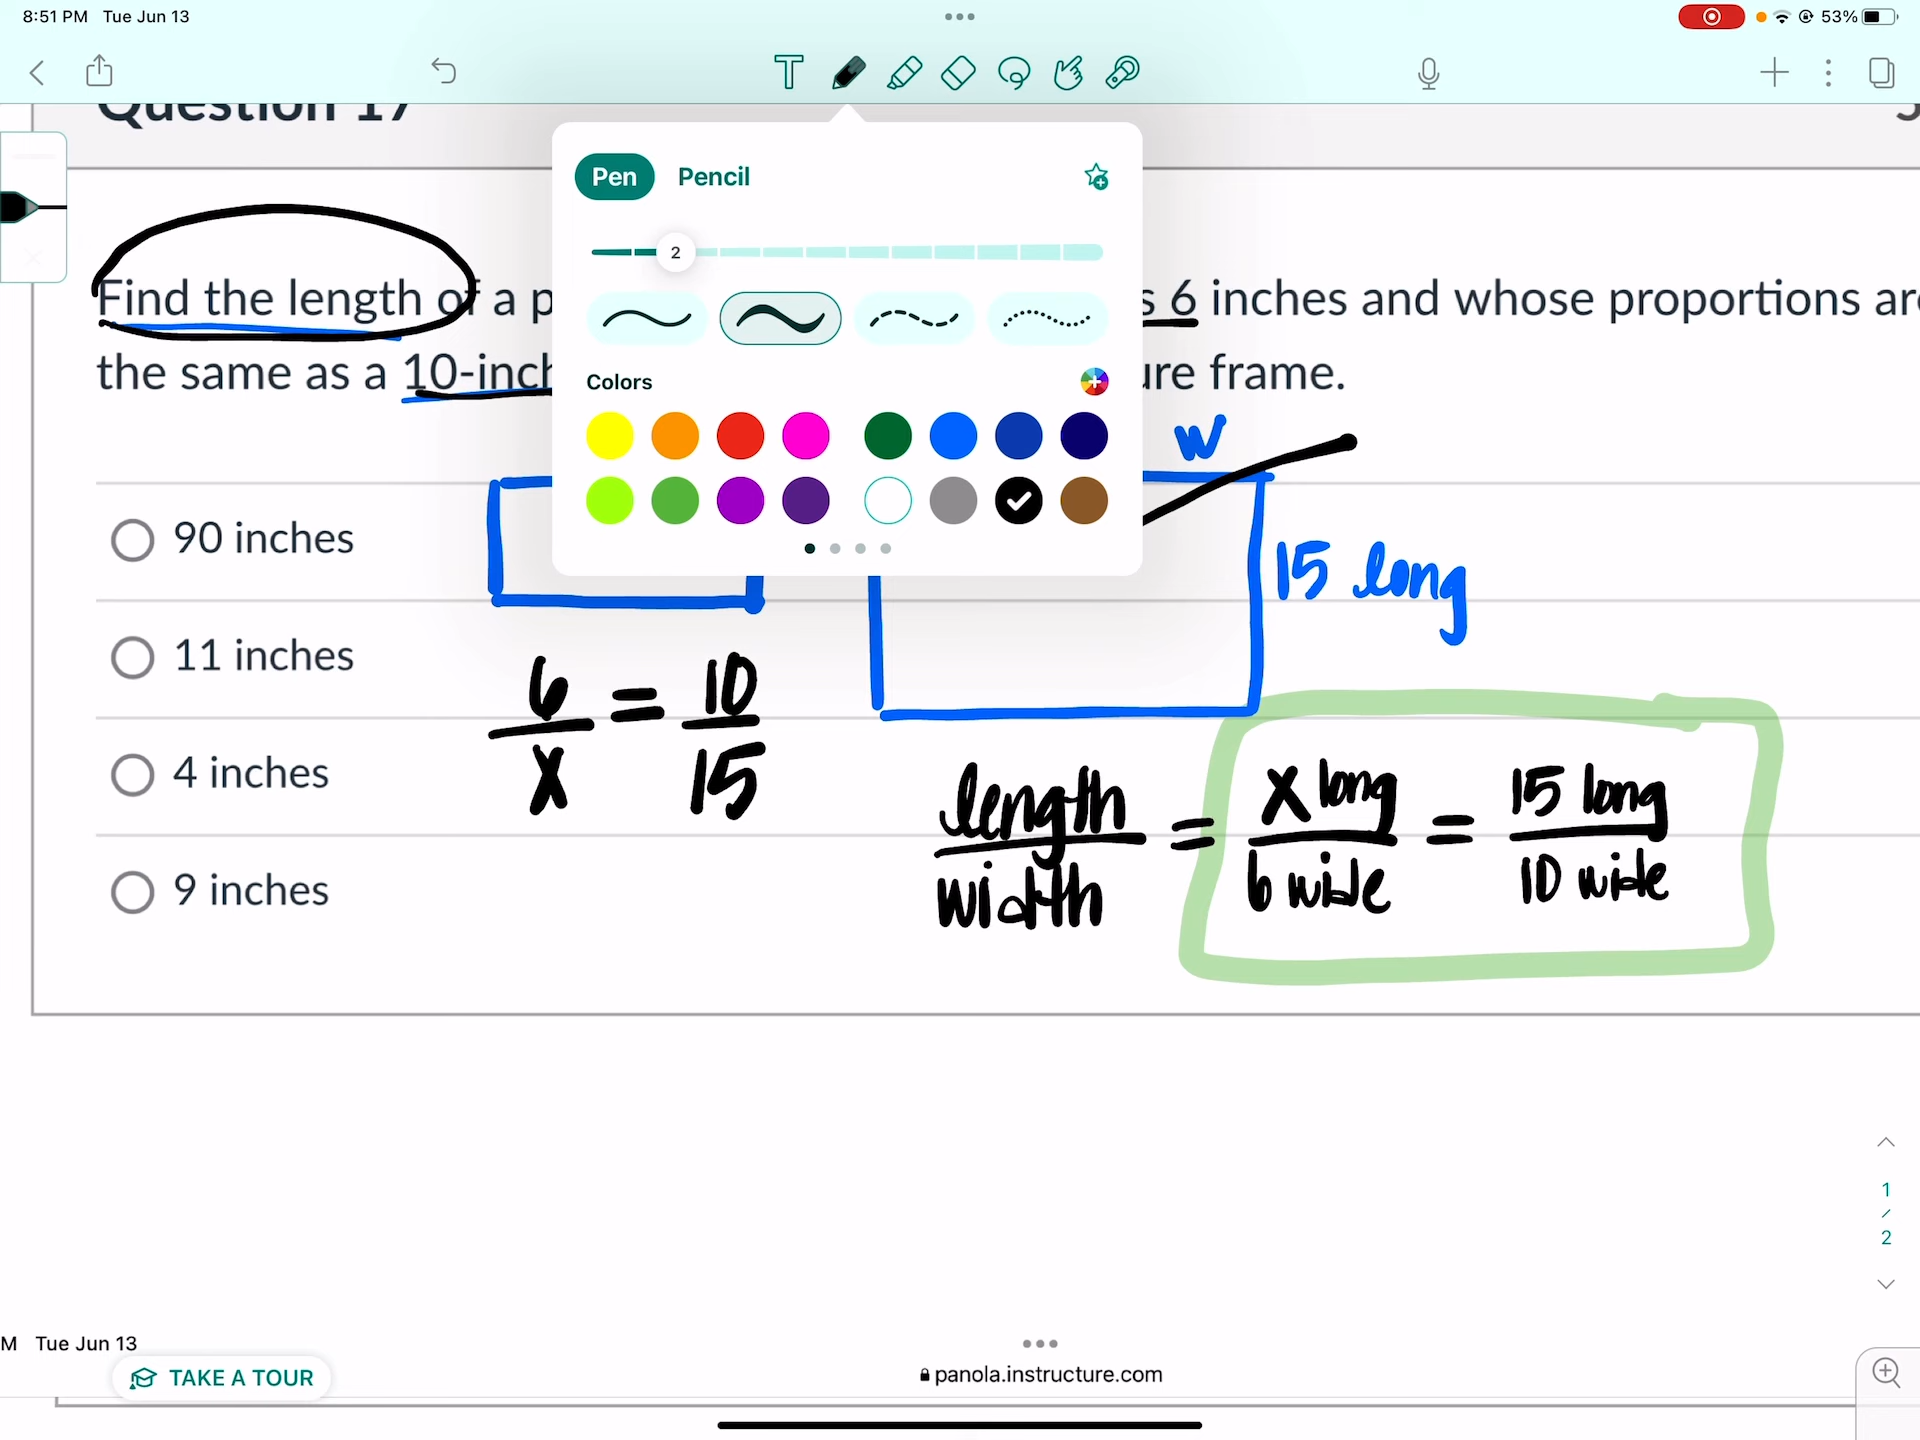 8:51 PM Tue Jun 13
53%
Pen Pencil
2
Colors
Find the length of a p s 6 inches and whose proportions are
the same as a 10-inch ure frame.
W
90 inches
15 long
11 inches
6/x = 10/15
4 inches
length/width = x long/6 wide = 15 long/10 wide
9 inches
1
/
2
M Tue Jun 13
TAKE A TOUR
panola.instructure.com